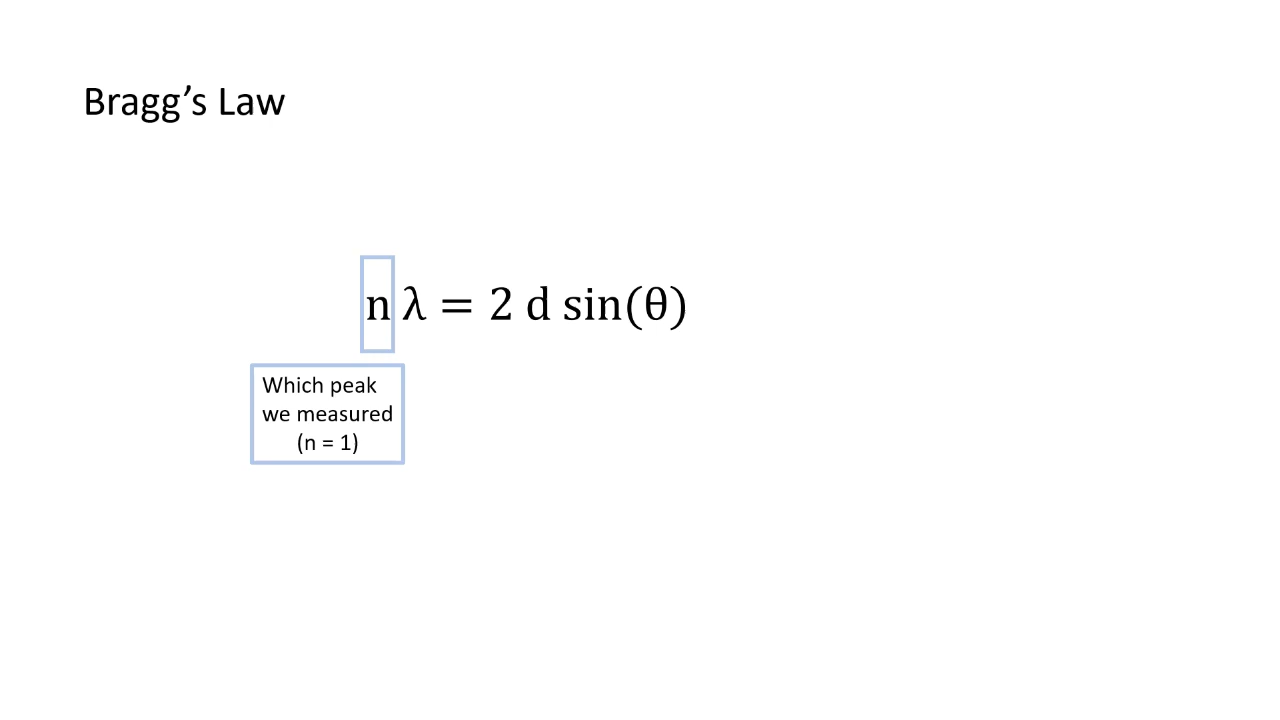 Bragg’s Law
n λ = 2 d sin(θ)
Which peak
we measured
(n = 1)